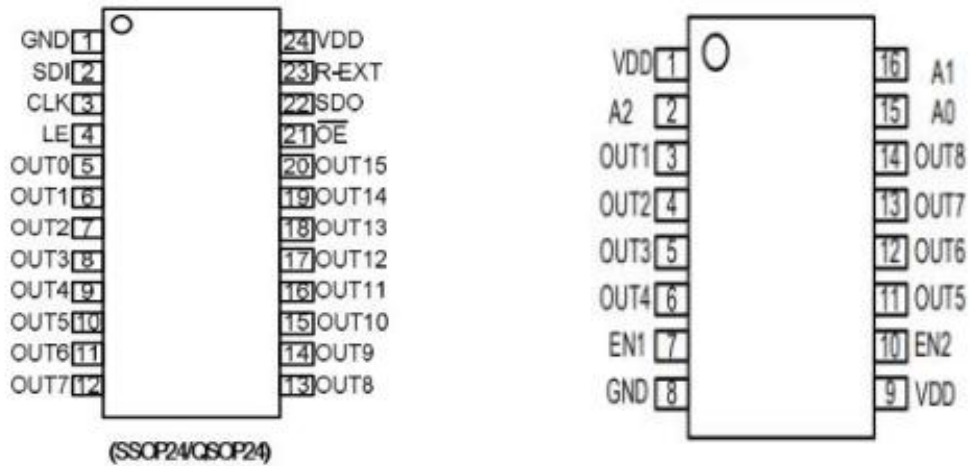 GND 1 24 VDD
SDI 2 23 R-EXT
CLK 3 22 SDO
LE 4 21 OE
OUT0 5 20 OUT15
OUT1 6 19 OUT14
OUT2 7 18 OUT13
OUT3 8 17 OUT12
OUT4 9 16 OUT11
OUT5 10 15 OUT10
OUT6 11 14 OUT9
OUT7 12 13 OUT8
(SSOP24/QSOP24)
VDD 1 16 A1
A2 2 15 A0
OUT1 3 14 OUT8
OUT2 4 13 OUT7
OUT3 5 12 OUT6
OUT4 6 11 OUT5
EN1 7 10 EN2
GND 8 9 VDD